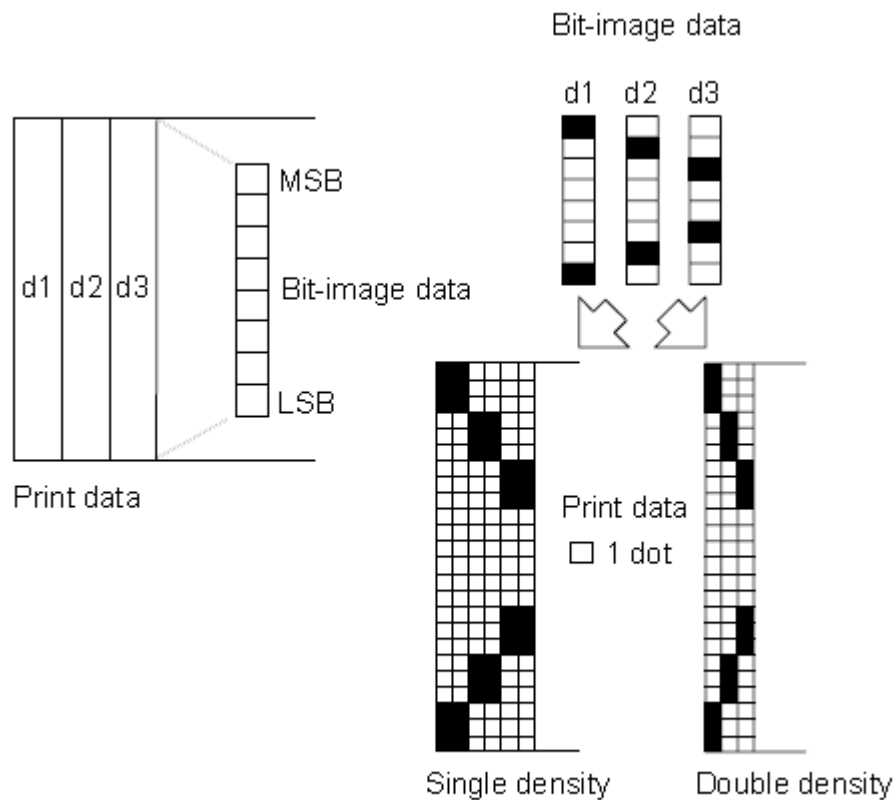 Bit-image data
d1 d2 d3
MSB
d1 d2 d3
Bit-image data
LSB
Print data
Print data
1 dot
Single density
Double density